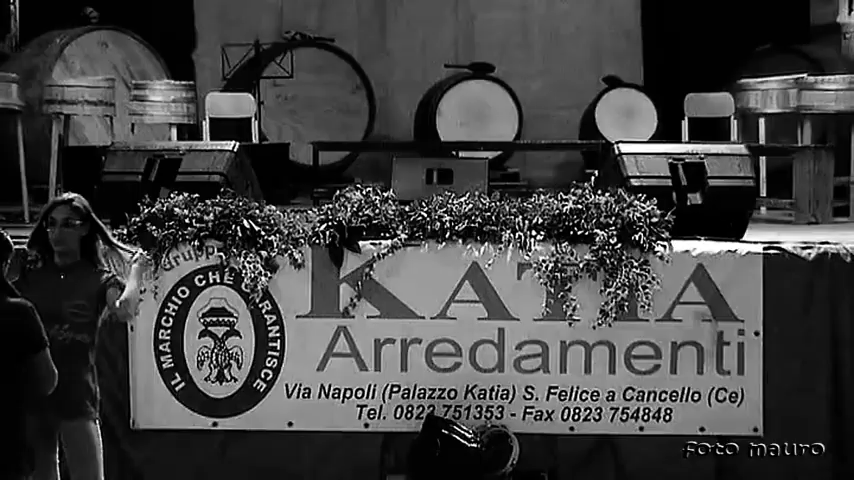 Gruppo
KATIA
IL MARCHIO CHE GARANTISCE
Arredamenti
Via Napoli (Palazzo Katia) S. Felice a Cancello (Ce)
Tel. 0823 751353 - Fax 0823 754848
foto mauro